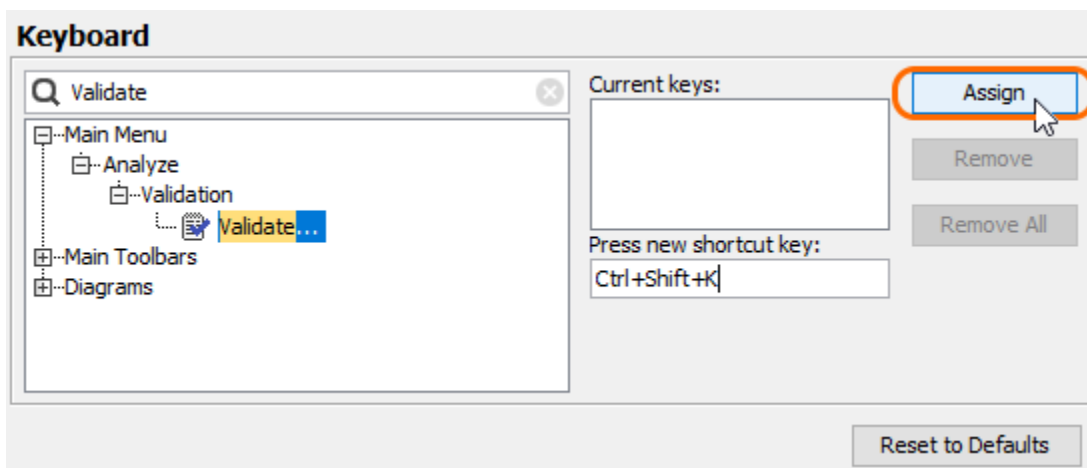 Keyboard
Validate
Main Menu
Analyze
Validation
Validate...
Main Toolbars
Diagrams
Current keys:
Press new shortcut key:
Ctrl+Shift+K
Assign
Remove
Remove All
Reset to Defaults